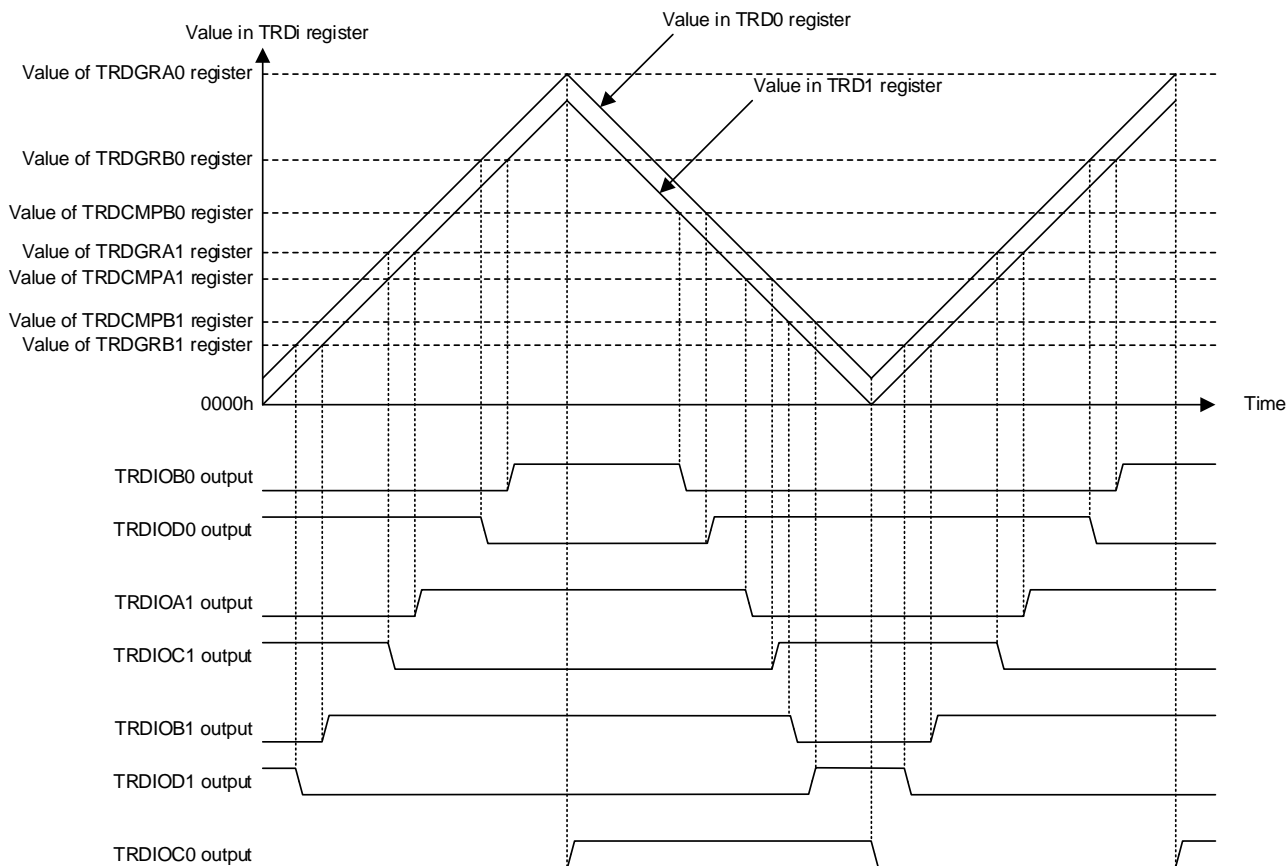 Value in TRD0 register
Value in TRDi register
Value of TRDGRA0 register
Value in TRD1 register
Value of TRDGRB0 register
Value of TRDCMPB0 register
Value of TRDGRA1 register
Value of TRDCMPA1 register
Value of TRDCMPB1 register
Value of TRDGRB1 register
0000h
Time
TRDIOB0 output
TRDIOD0 output
TRDIOA1 output
TRDIOC1 output
TRDIOB1 output
TRDIOD1 output
TRDIOC0 output